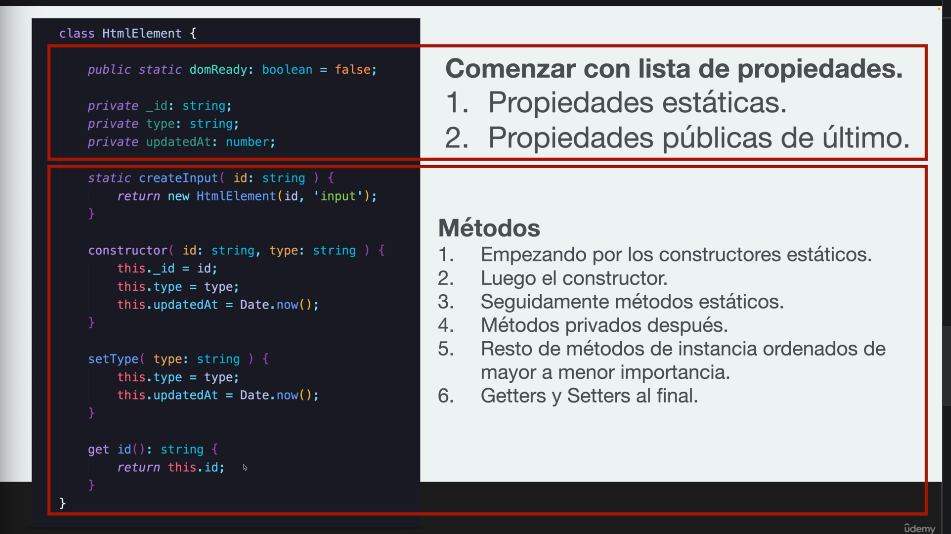 class HtmlElement {
public static domReady: boolean = false;
private _id: string;
private type: string;
private updatedAt: number;
static createInput( id: string ) {
return new HtmlElement(id, 'input');
}
constructor( id: string, type: string ) {
this._id = id;
this.type = type;
this.updatedAt = Date.now();
}
setType( type: string ) {
this.type = type;
this.updatedAt = Date.now();
}
get id(): string {
return this.id;
}
}
Comenzar con lista de propiedades.
1. Propiedades estáticas.
2. Propiedades públicas de último.
Métodos
1. Empezando por los constructores estáticos.
2. Luego el constructor.
3. Seguidamente métodos estáticos.
4. Métodos privados después.
5. Resto de métodos de instancia ordenados de
mayor a menor importancia.
6. Getters y Setters al final.
ûdemy